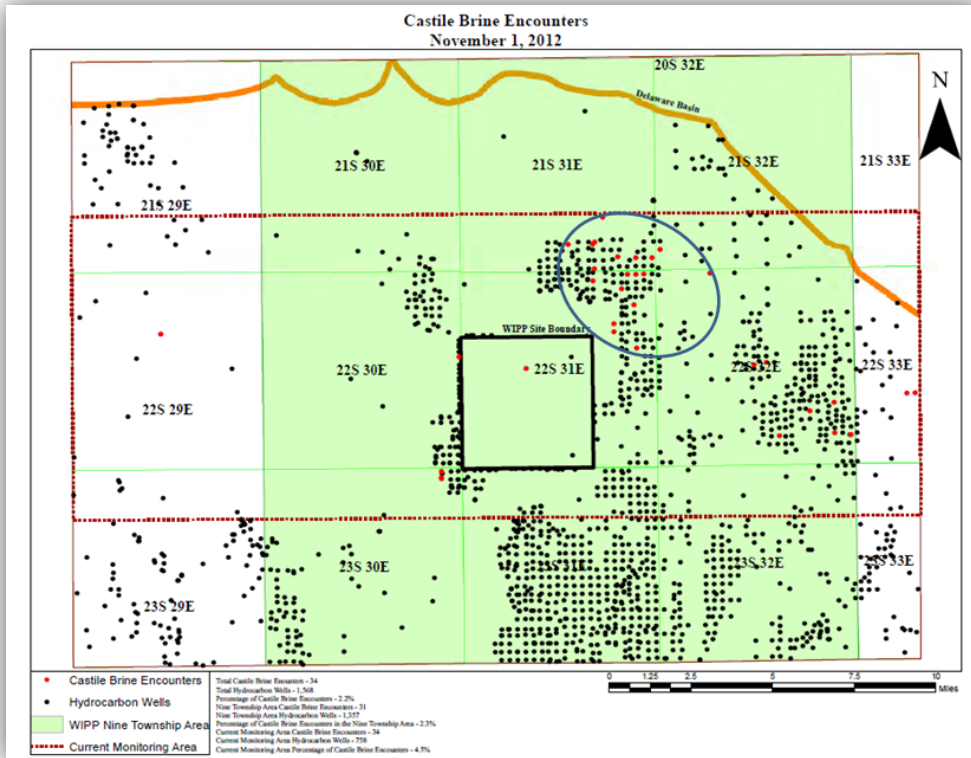 Castile Brine Encounters
November 1, 2012
20S 32E
N
Delaware Basin
21S 30E
21S 31E
21S 32E
21S 33E
21S 29E
WIPP Site Boundar
22S 30E
22S 31E
22S 32E
22S 33E
22S 29E
23S 30E
23S 31E
23S 32E
23S 33E
23S 29E
Castile Brine Encounters
Hydrocarbon Wells
WIPP Nine Township Area
Current Monitoring Area
Total Castile Brine Encounters - 34
Total Hydrocarbon Wells - 1,568
Percentage of Castile Brine Encounters - 2.2%
Nine Township Area Castile Brine Encounters - 31
Nine Township Area Hydrocarbon Wells - 1,357
Percentage of Castile Brine Encounters in the Nine Township Area - 2.3%
Current Monitoring Area Castile Brine Encounters - 34
Current Monitoring Area Hydrocarbon Wells - 758
Current Monitoring Area Percentage of Castile Brine Encounters - 4.5%
0 1.25 2.5 5 7.5 10
Miles